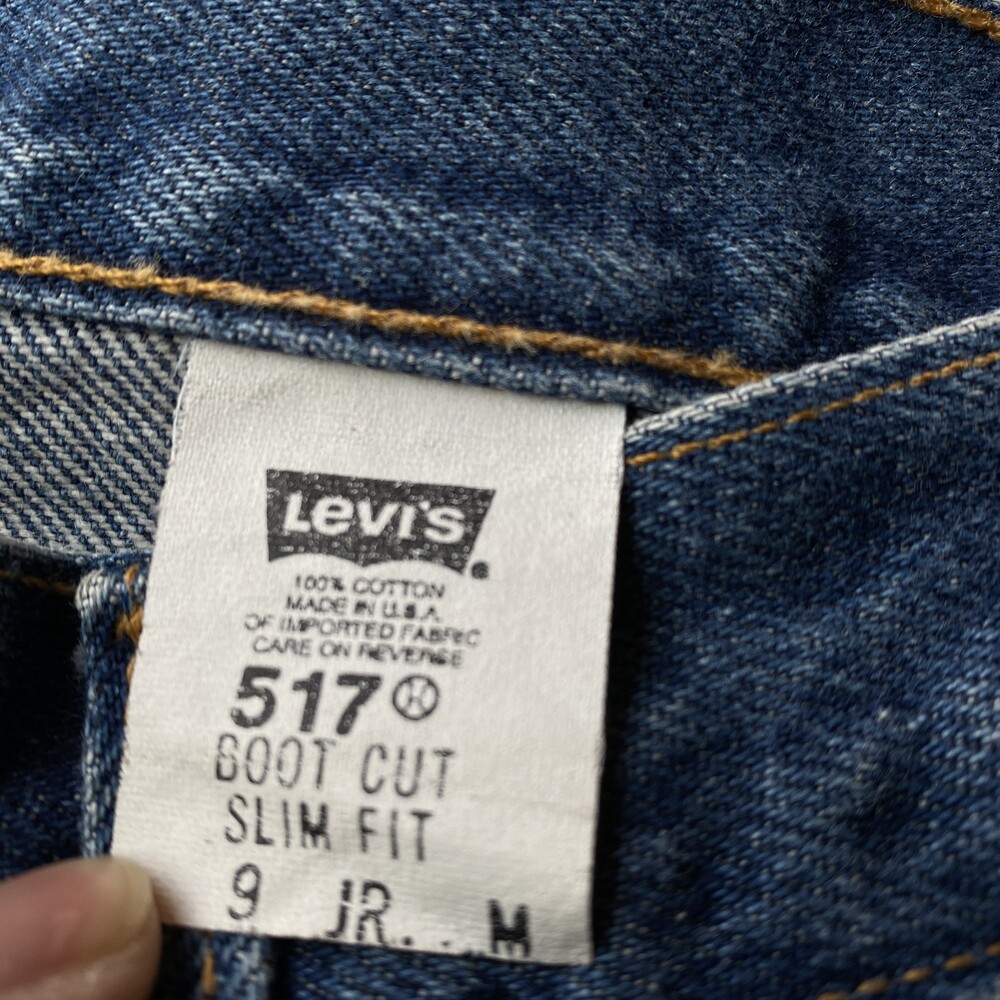 Levi's®
100% COTTON
MADE IN U.S.A.
OF IMPORTED FABRIC
CARE ON REVERSE
517 Ⓗ
BOOT CUT
SLIM FIT
9 JR. . . M